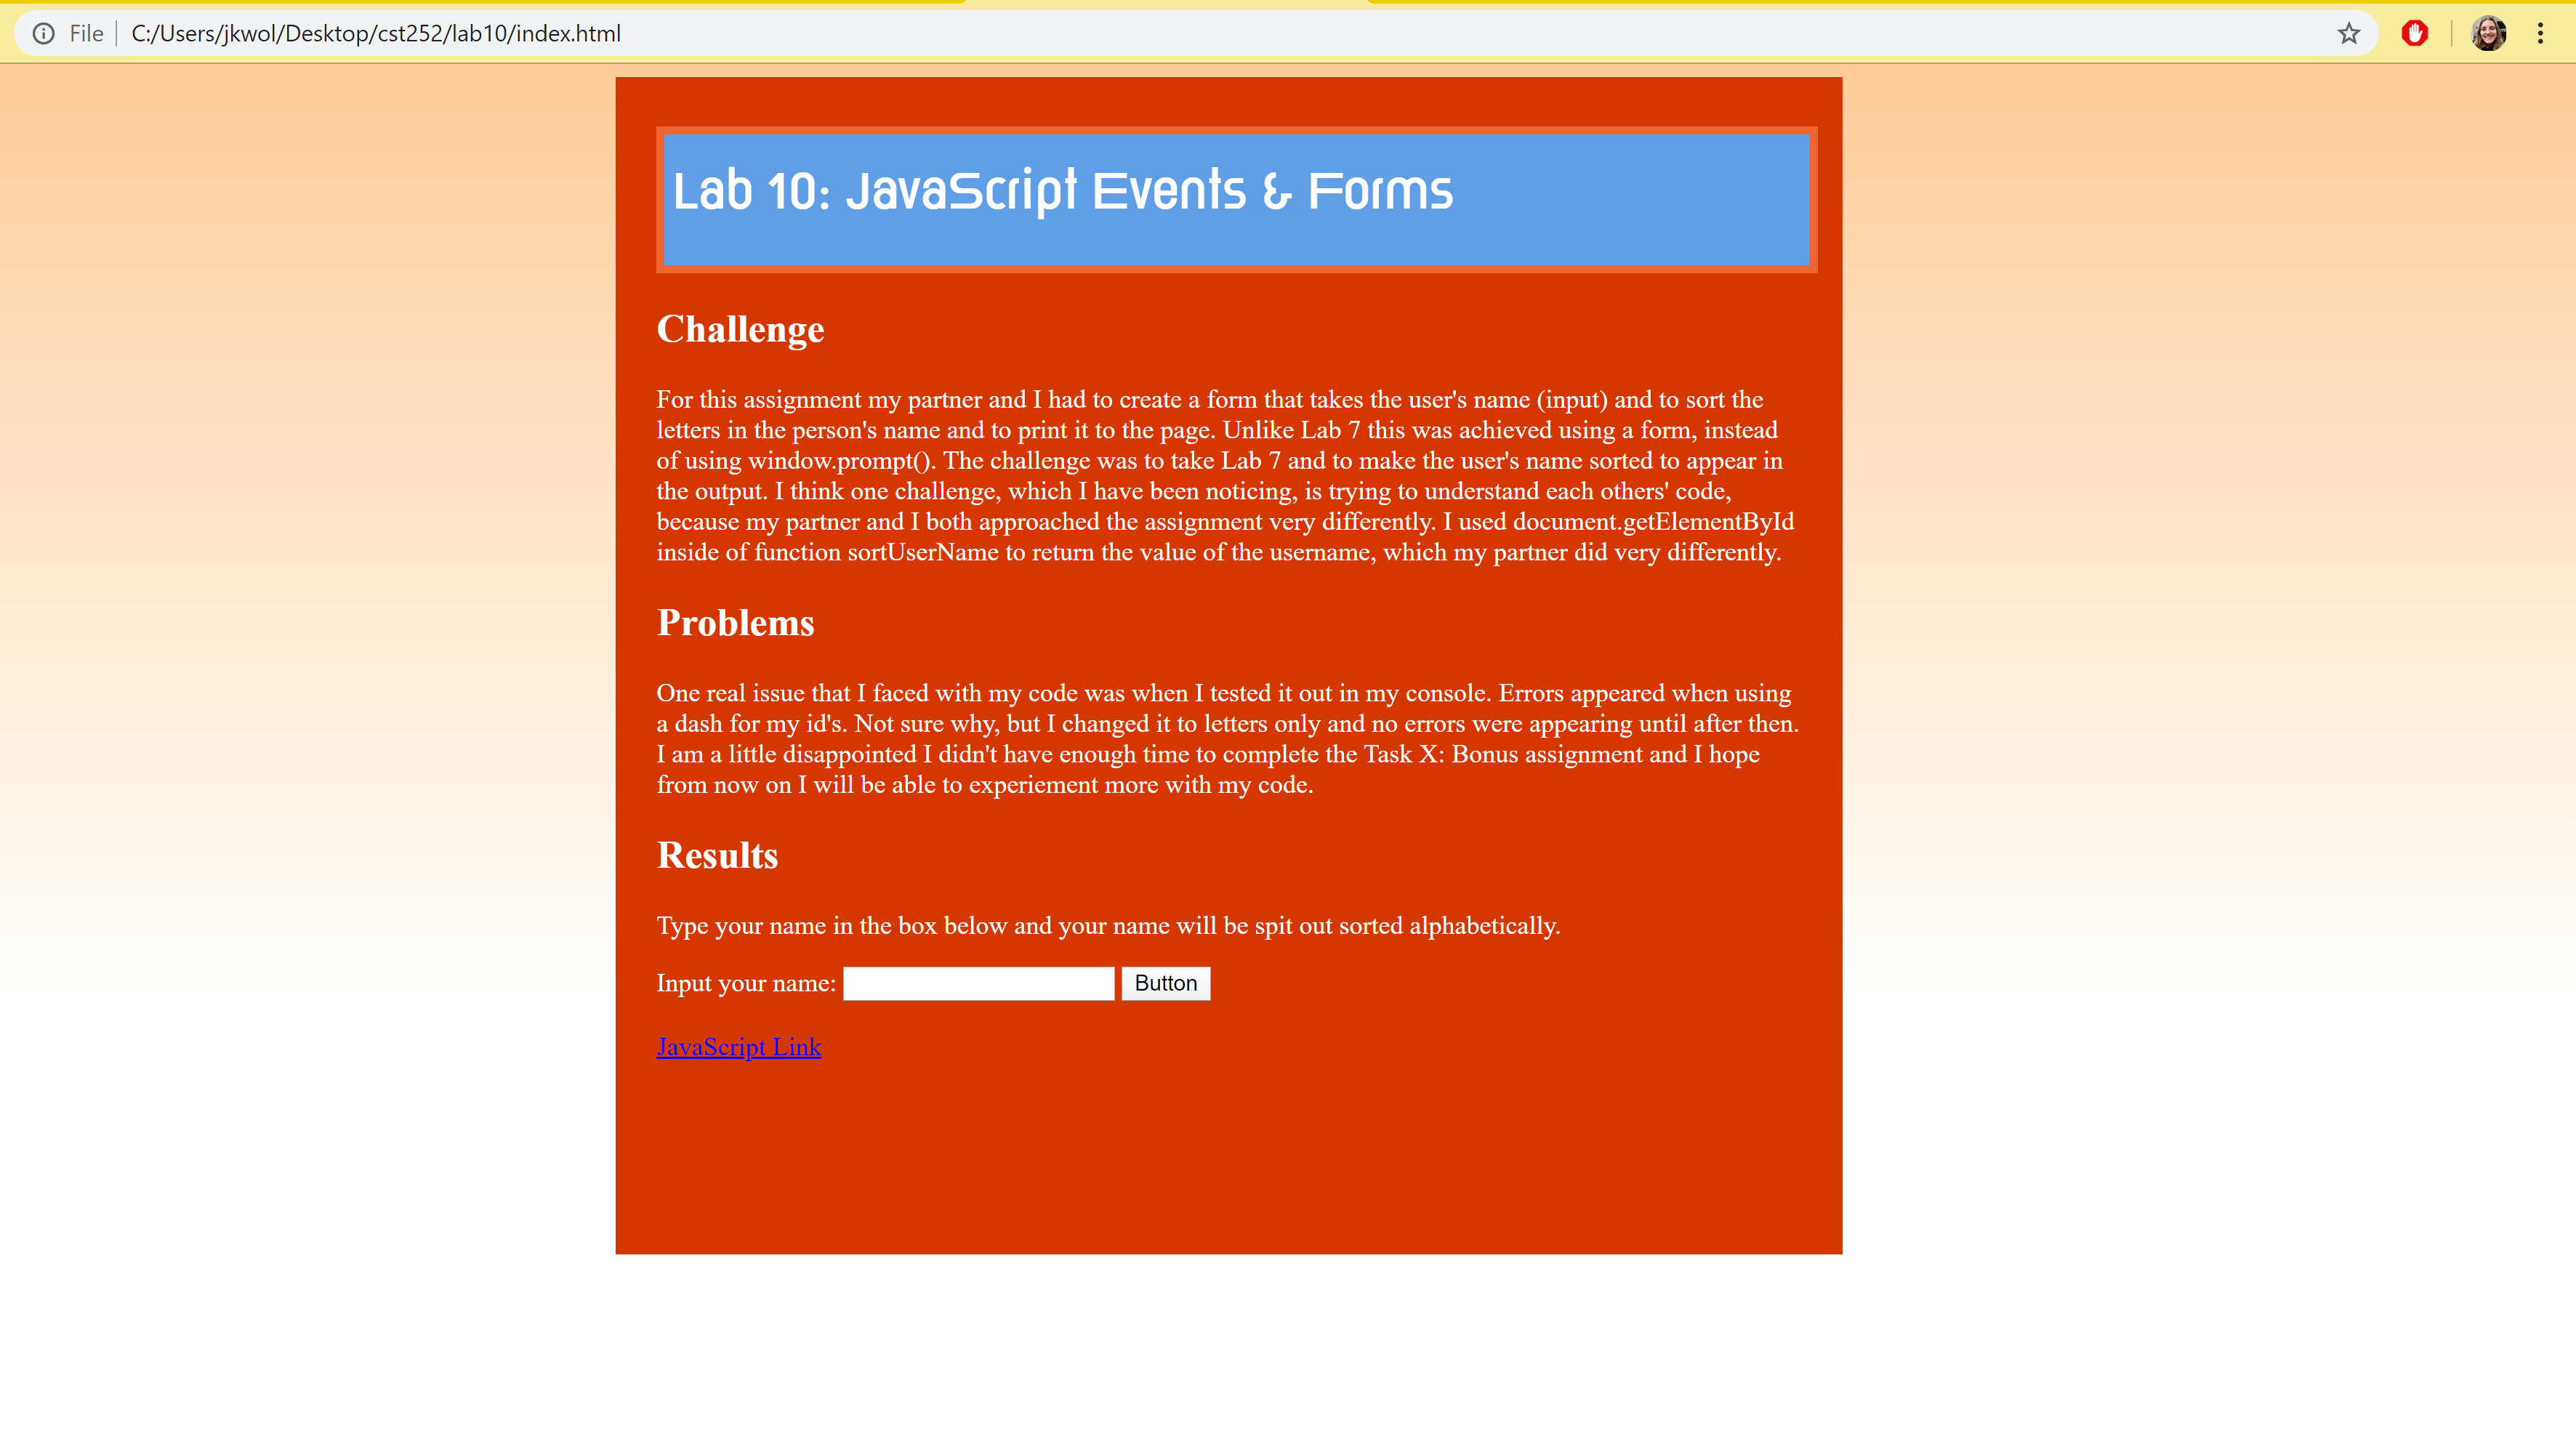 File C:/Users/jkwol/Desktop/cst252/lab10/index.html
Lab 10: JavaScript Events & Forms
Challenge
For this assignment my partner and I had to create a form that takes the user's name (input) and to sort the
letters in the person's name and to print it to the page. Unlike Lab 7 this was achieved using a form, instead
of using window.prompt(). The challenge was to take Lab 7 and to make the user's name sorted to appear in
the output. I think one challenge, which I have been noticing, is trying to understand each others' code,
because my partner and I both approached the assignment very differently. I used document.getElementById
inside of function sortUserName to return the value of the username, which my partner did very differently.
Problems
One real issue that I faced with my code was when I tested it out in my console. Errors appeared when using
a dash for my id's. Not sure why, but I changed it to letters only and no errors were appearing until after then.
I am a little disappointed I didn't have enough time to complete the Task X: Bonus assignment and I hope
from now on I will be able to experiement more with my code.
Results
Type your name in the box below and your name will be spit out sorted alphabetically.
Input your name: Button
JavaScript Link